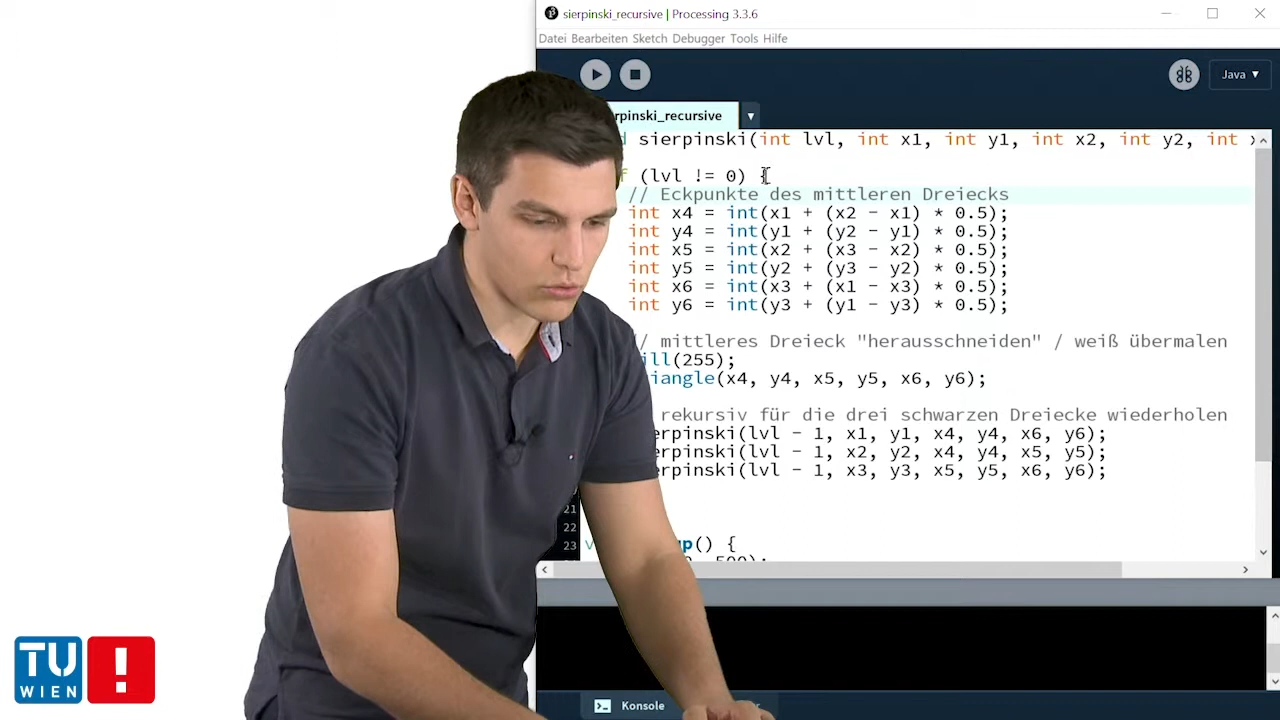 sierpinski_recursive | Processing 3.3.6
Datei Bearbeiten Sketch Debugger Tools Hilfe
Java ▼
rpinski_recursive ▼
sierpinski(int lvl, int x1, int y1, int x2, int y2, int
(lvl != 0) {
// Eckpunkte des mittleren Dreiecks
int x4 = int(x1 + (x2 - x1) * 0.5);
int y4 = int(y1 + (y2 - y1) * 0.5);
int x5 = int(x2 + (x3 - x2) * 0.5);
int y5 = int(y2 + (y3 - y2) * 0.5);
int x6 = int(x3 + (x1 - x3) * 0.5);
int y6 = int(y3 + (y1 - y3) * 0.5);
/ mittleres Dreieck "herausschneiden" / weiß übermalen
ill(255);
iangle(x4, y4, x5, y5, x6, y6);
rekursiv für die drei schwarzen Dreiecke wiederholen
erpinski(lvl - 1, x1, y1, x4, y4, x6, y6);
erpinski(lvl - 1, x2, y2, x4, y4, x5, y5);
erpinski(lvl - 1, x3, y3, x5, y5, x6, y6);
21
22
23 v p() {
Konsole
TU
WIEN
!